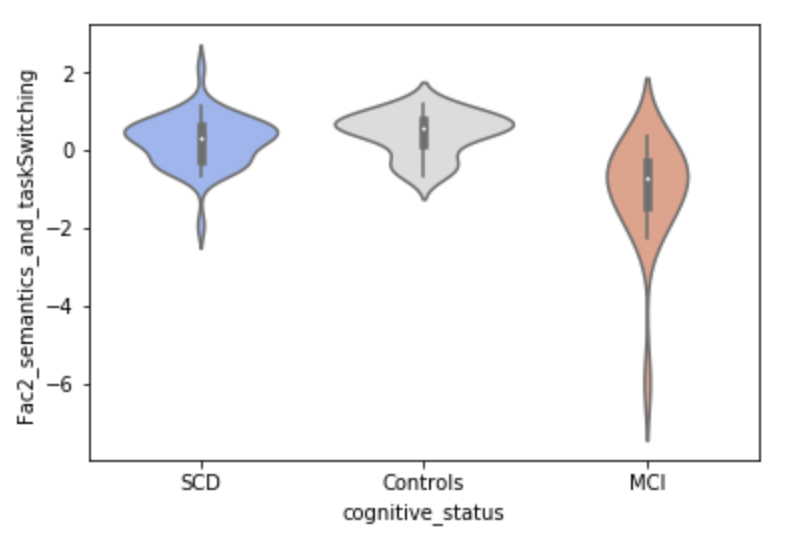 Fac2_semantics_and_taskSwitching
2
0
−2
−4
−6
SCD
Controls
MCI
cognitive_status